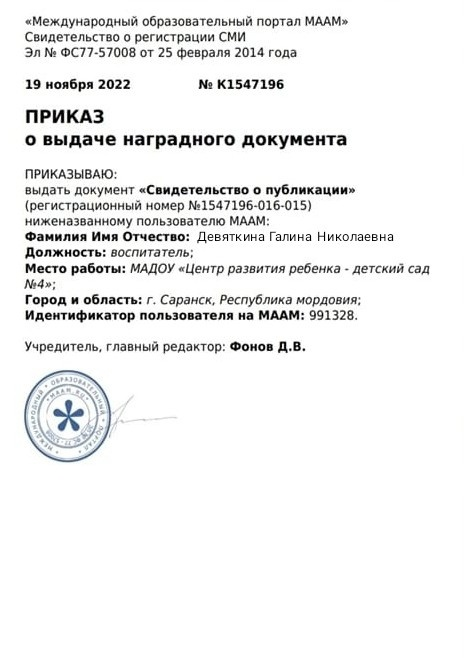 «Международный образовательный портал МААМ»
Свидетельство о регистрации СМИ
Эл № ФС77-57008 от 25 февраля 2014 года
19 ноября 2022 № К1547196
ПРИКАЗ
о выдаче наградного документа
ПРИКАЗЫВАЮ:
выдать документ «Свидетельство о публикации»
(регистрационный номер №1547196-016-015)
ниженазванному пользователю МААМ:
Фамилия Имя Отчество: Девяткина Галина Николаевна
Должность: воспитатель;
Место работы: МАДОУ «Центр развития ребенка - детский сад
№4»;
Город и область: г. Саранск, Республика мордовия;
Идентификатор пользователя на МААМ: 991328.
Учредитель, главный редактор: Фонов Д.В.
МЕЖДУНАРОДНЫЙ • ОБРАЗОВАТЕЛЬНЫЙ • ПОРТАЛ
MAAM.RU